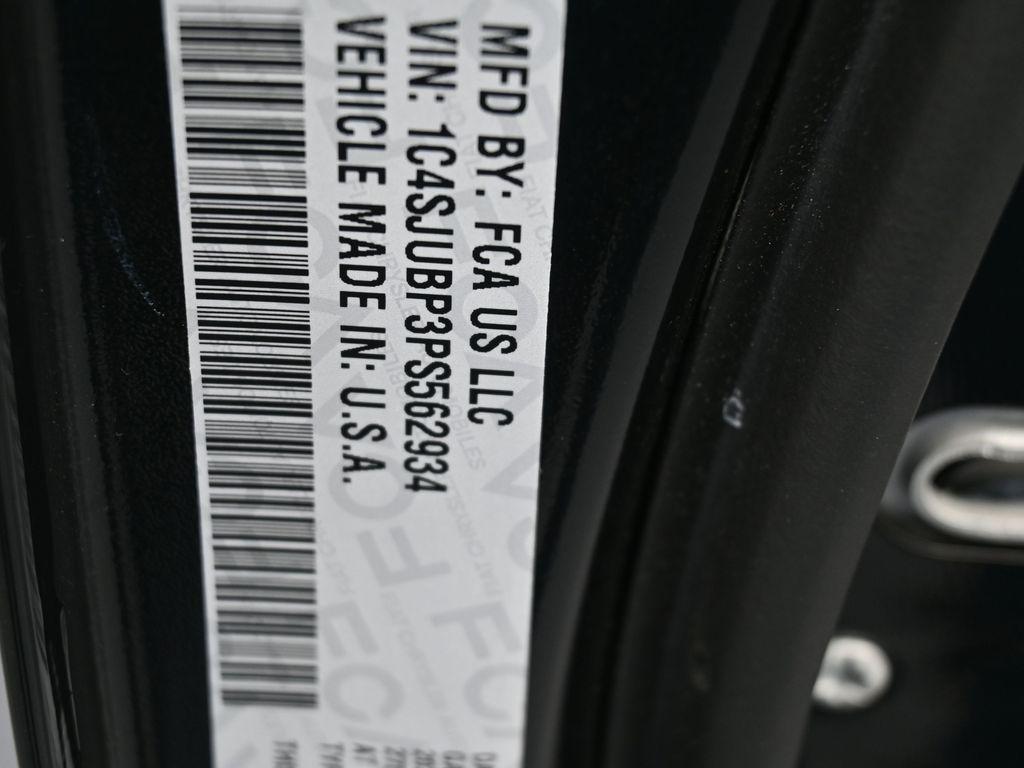 MFD BY: FCA US LLC
VIN: 1C4SJUBP3PS562934
VEHICLE MADE IN: U.S.A.